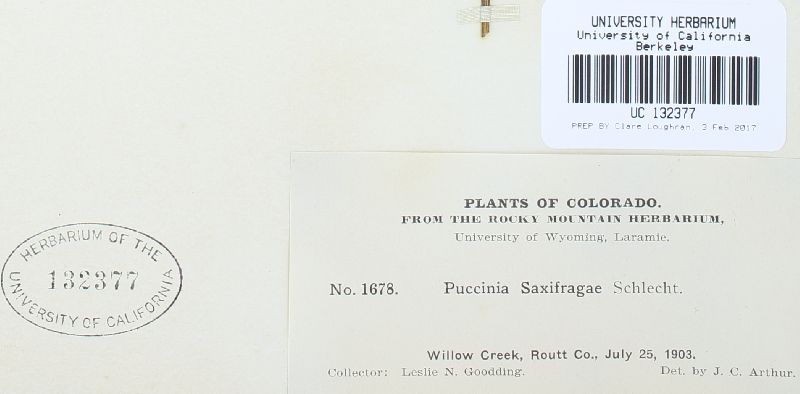 UNIVERSITY HERBARIUM
University of California
Berkeley
UC 132377
PREP BY Clare Loughran, 3 Feb 2017
PLANTS OF COLORADO.
FROM THE ROCKY MOUNTAIN HERBARIUM,
University of Wyoming, Laramie.
HERBARIUM OF THE
132377
UNIVERSITY OF CALIFORNIA
No. 1678. Puccinia Saxifragae Schlecht.
Willow Creek, Routt Co., July 25, 1903.
Collector: Leslie N. Goodding. Det. by J. C. Arthur.